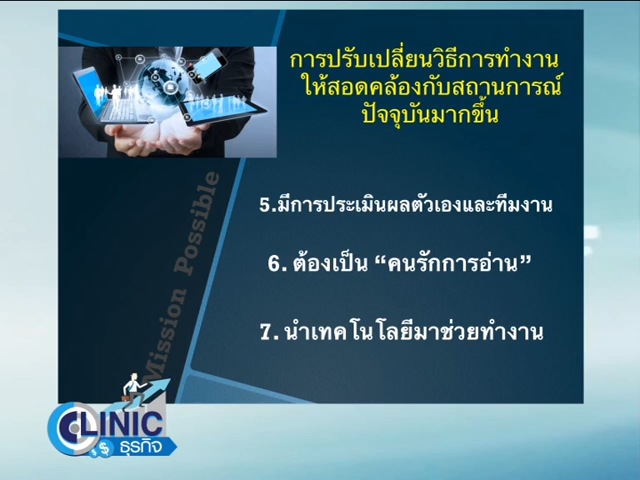 การปรับเปลี่ยนวิธีการทำงาน
ให้สอดคล้องกับสถานการณ์
ปัจจุบันมากขึ้น
5.มีการประเมินผลตัวเองและทีมงาน
6. ต้องเป็น “คนรักการอ่าน”
7. นำเทคโนโลยีมาช่วยทำงาน
Mission Possible
CLINIC
ธุรกิจ